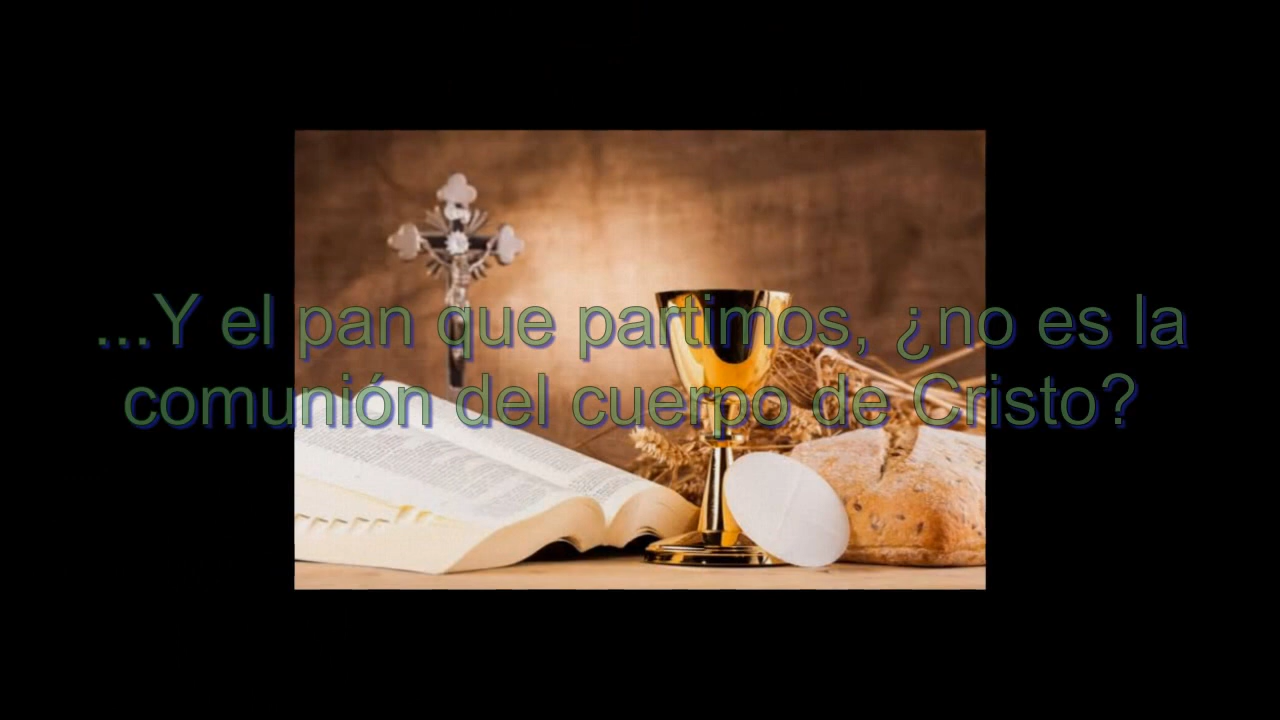 ...Y el pan que partimos, ¿no es la
comunión del cuerpo de Cristo?